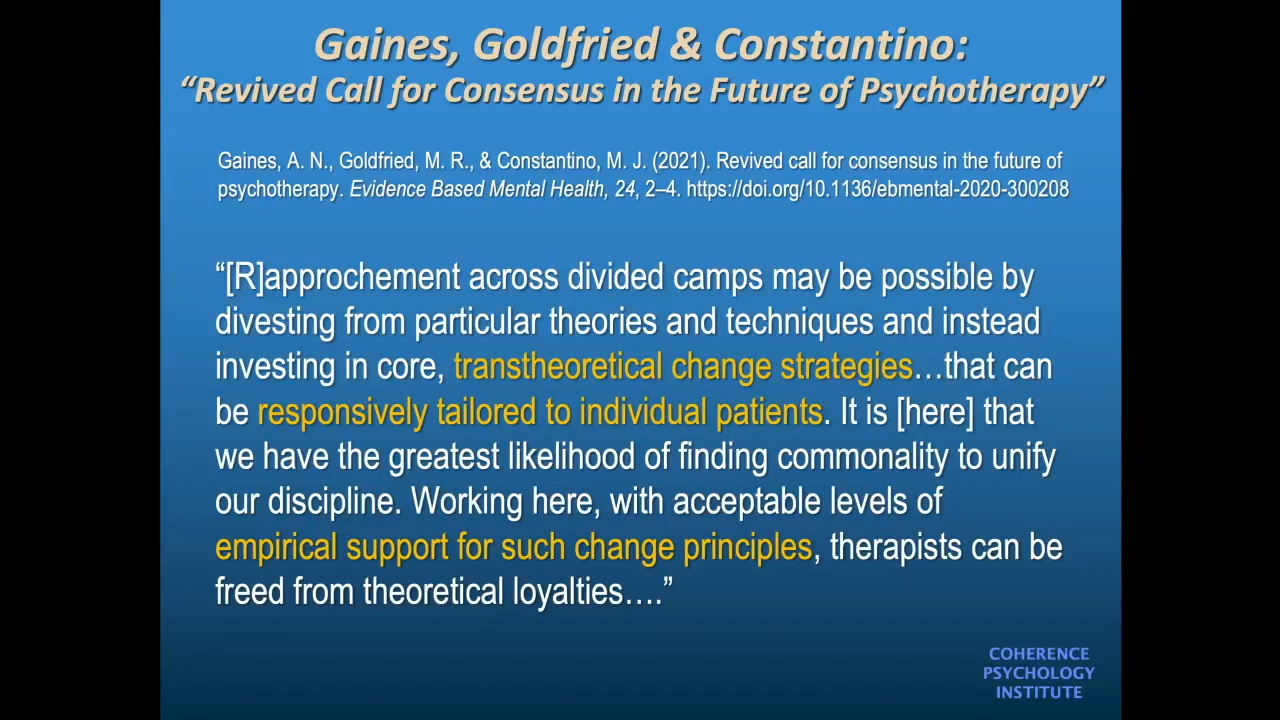 Gaines, Goldfried & Constantino:
“Revived Call for Consensus in the Future of Psychotherapy”
Gaines, A. N., Goldfried, M. R., & Constantino, M. J. (2021). Revived call for consensus in the future of
psychotherapy. Evidence Based Mental Health, 24, 2–4. https://doi.org/10.1136/ebmental-2020-300208
“[R]approchement across divided camps may be possible by
divesting from particular theories and techniques and instead
investing in core, transtheoretical change strategies…that can
be responsively tailored to individual patients. It is [here] that
we have the greatest likelihood of finding commonality to unify
our discipline. Working here, with acceptable levels of
empirical support for such change principles, therapists can be
freed from theoretical loyalties….”
COHERENCE
PSYCHOLOGY
INSTITUTE